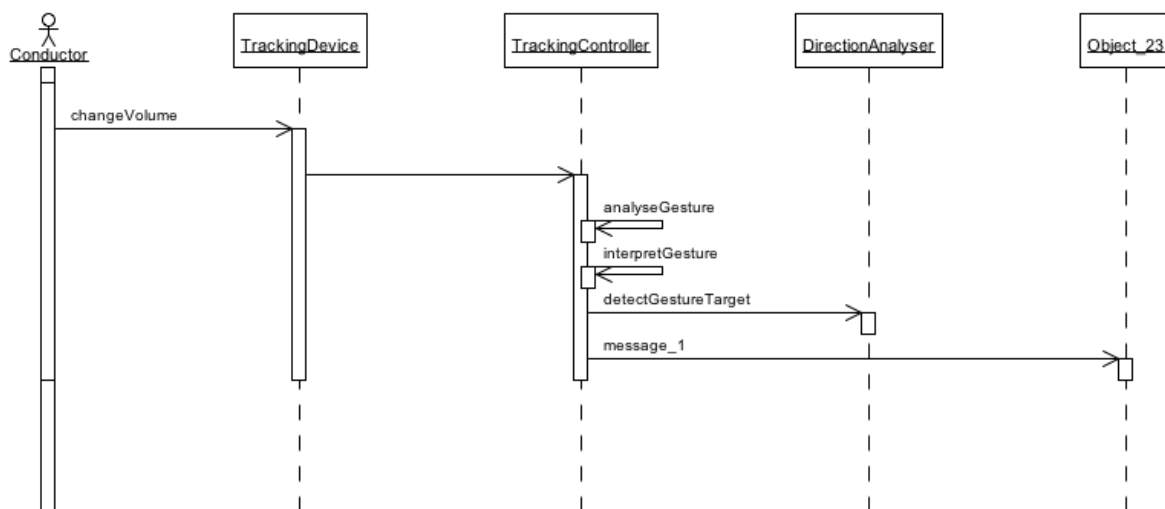 Conductor
TrackingDevice
TrackingController
DirectionAnalyser
Object_23
changeVolume
analyseGesture
interpretGesture
detectGestureTarget
message_1